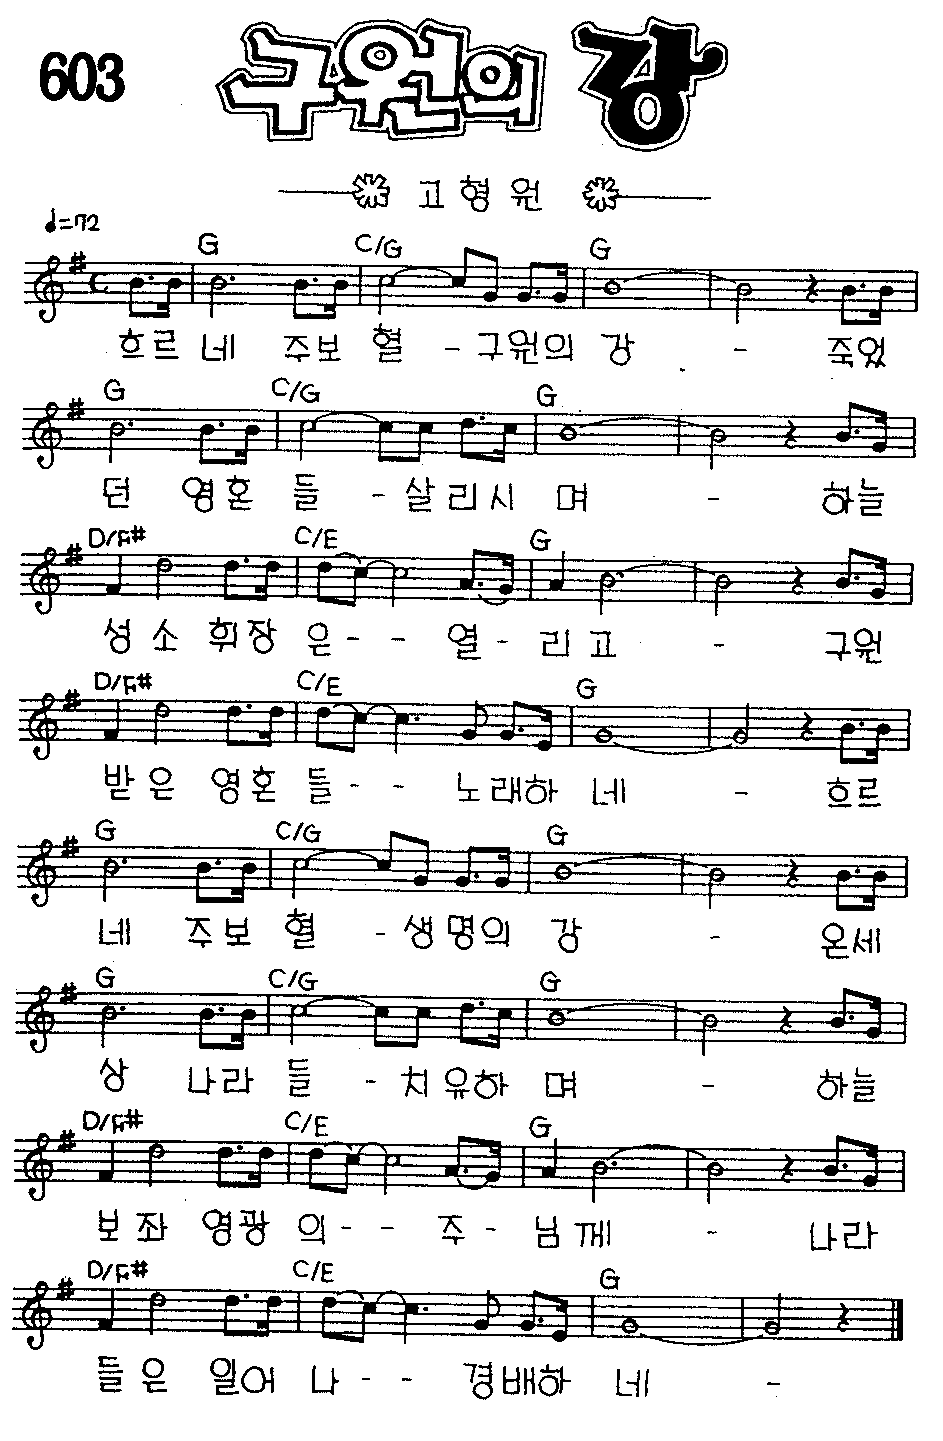 603
구원의 강
고형원
♩=72
G C/G G
흐르네 주보혈 - 구원의 강 - 죽었
G C/G G
던 영혼들 - 살리시며 - 하늘
D/F# C/E G
성소 휘장은 - - 열 - 리고 - 구원
D/F# C/E G
받은 영혼들 - - 노래하네 - 흐르
G C/G G
네 주보혈 - 생명의 강 - 온세
G C/G G
상 나라들 - 치유하며 - 하늘
D/F# C/E G
보좌 영광의 - - 주 - 님께 - 나라
D/F# C/E G
들은 일어나 - - 경배하네 -